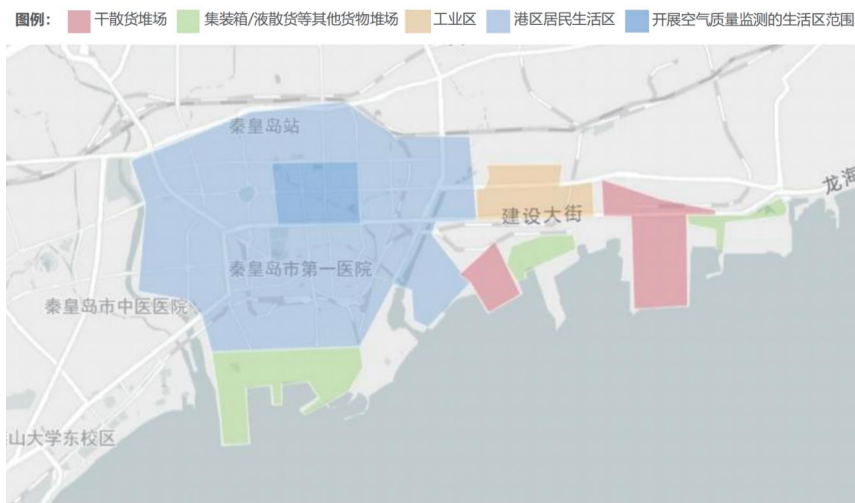 图例： 干散货堆场 集装箱/液散货等其他货物堆场 工业区 港区居民生活区 开展空气质量监测的生活区范围
秦皇岛站
龙海
建设大街
秦皇岛市第一医院
秦皇岛市中医医院
山大学东校区